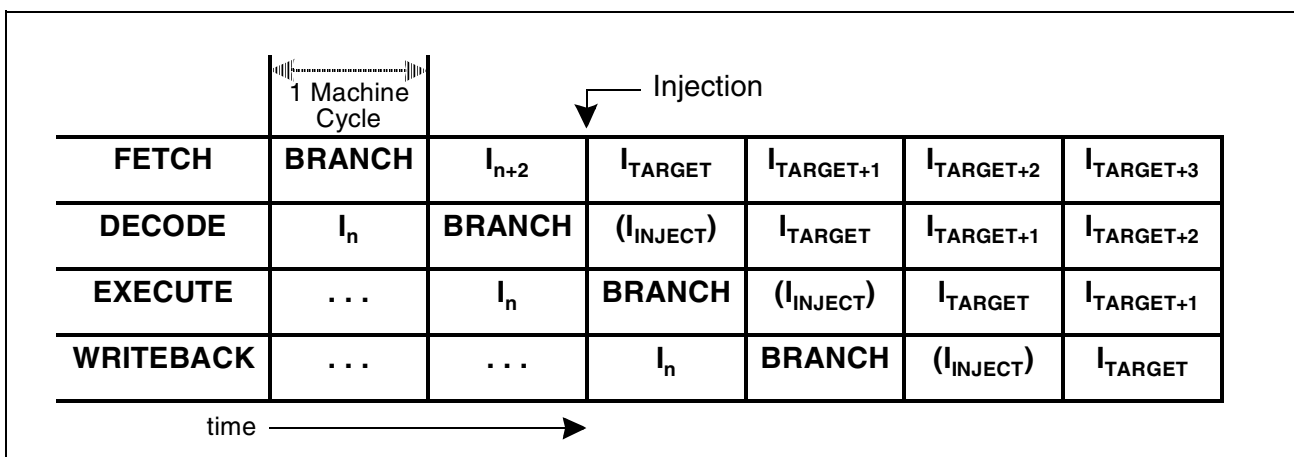 1 Machine
Cycle
Injection
FETCH BRANCH In+2 ITARGET ITARGET+1 ITARGET+2 ITARGET+3
DECODE In BRANCH (IINJECT) ITARGET ITARGET+1 ITARGET+2
EXECUTE . . . In BRANCH (IINJECT) ITARGET ITARGET+1
WRITEBACK . . . . . . In BRANCH (IINJECT) ITARGET
time